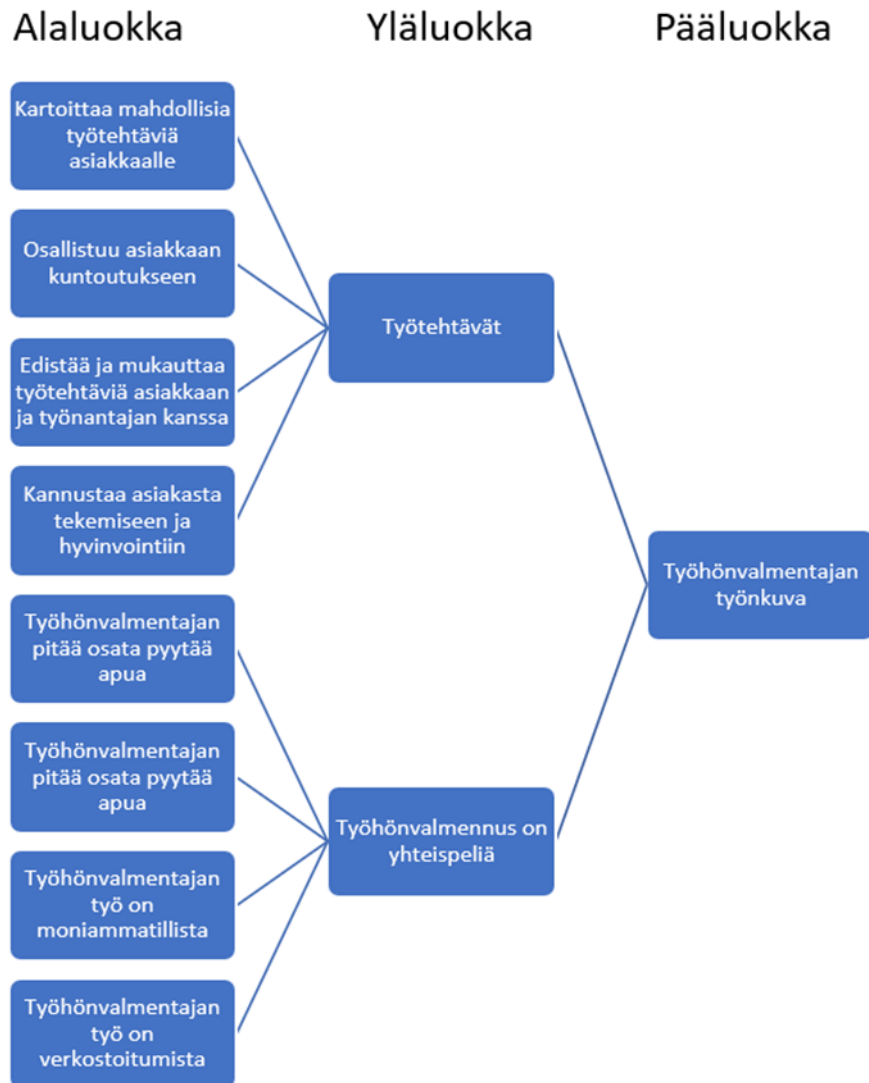 Alaluokka
Yläluokka
Pääluokka
Kartoittaa mahdollisia
työtehtäviä
asiakkaalle
Osallistuu asiakkaan
kuntoutukseen
Edistää ja mukauttaa
työtehtäviä asiakkaan
ja työnantajan kanssa
Kannustaa asiakasta
tekemiseen ja
hyvinvointiin
Työhönvalmentajan
pitää osata pyytää
apua
Työhönvalmentajan
pitää osata pyytää
apua
Työhönvalmentajan
työ on
moniammatillista
Työhönvalmentajan
työ on
verkostoitumista
Työtehtävät
Työhönvalmennus on
yhteispeliä
Työhönvalmentajan
työnkuva